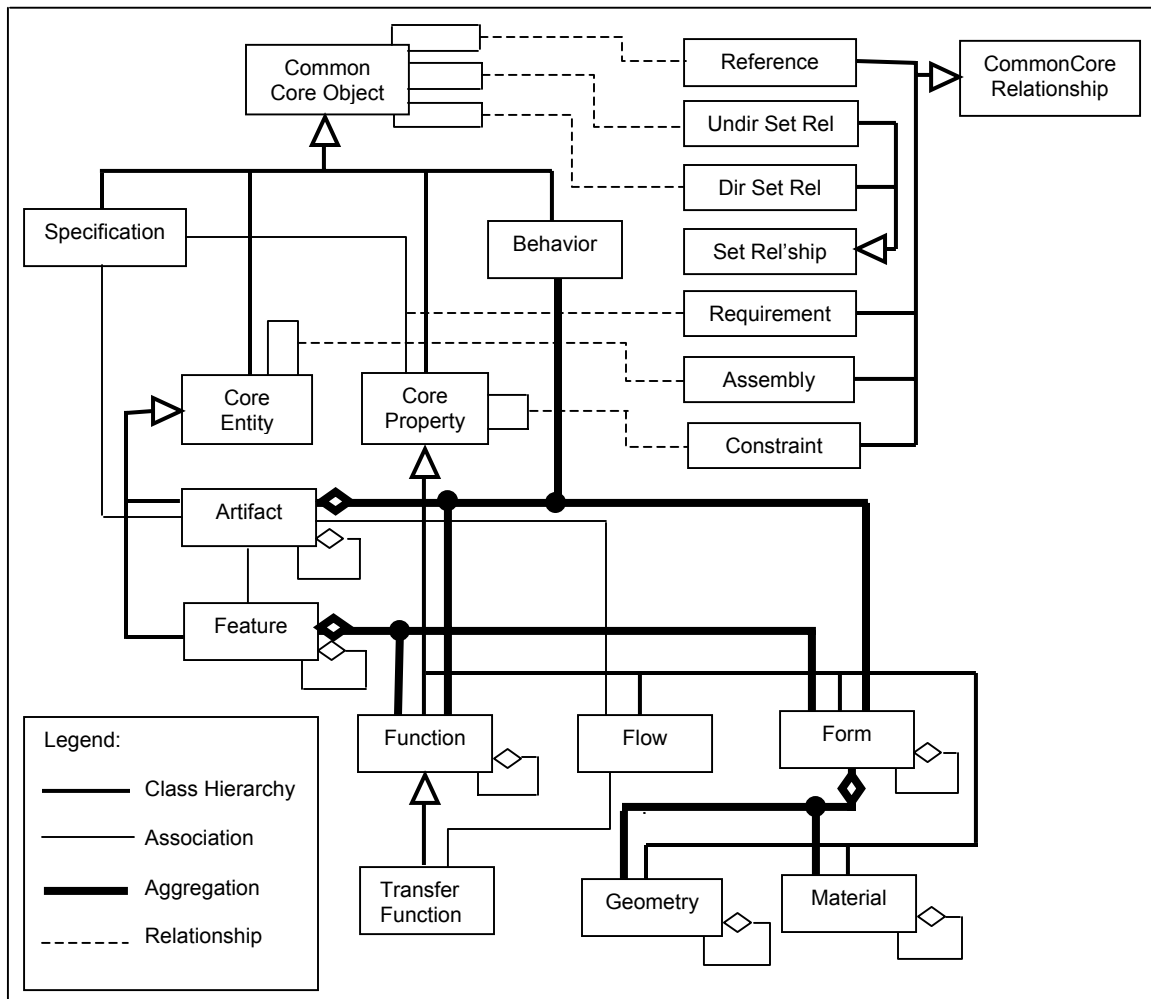 Common
Core Object
Reference
CommonCore
Relationship
Undir Set Rel
Dir Set Rel
Specification
Behavior
Set Rel’ship
Requirement
Core
Entity
Core
Property
Assembly
Constraint
Artifact
Feature
Legend:
Class Hierarchy
Association
Aggregation
Relationship
Function
Flow
Form
Transfer
Function
Geometry
Material